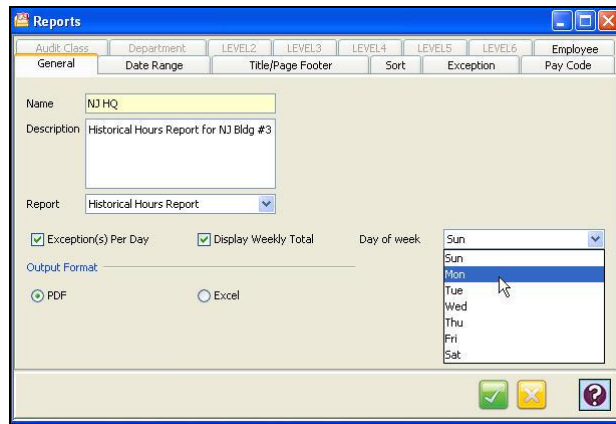 Reports
Audit Class Department LEVEL2 LEVEL3 LEVEL4 LEVEL5 LEVEL6 Employee
General Date Range Title/Page Footer Sort Exception Pay Code
Name NJ HQ
Description Historical Hours Report for NJ Bldg #3
Report Historical Hours Report
Exception(s) Per Day Display Weekly Total Day of week Sun
Sun
Output Format
Mon
PDF Excel
Tue
Wed
Thu
Fri
Sat
?